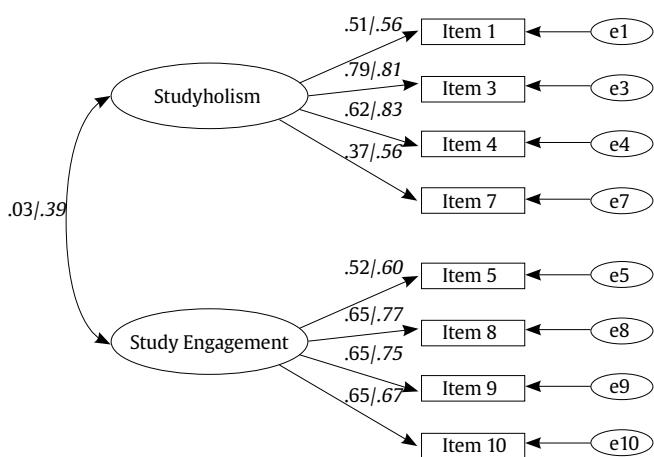 .51/.56
Item 1
e1
.79/.81
Studyholism
Item 3
e3
.62/.83
Item 4
e4
.37/.56
Item 7
e7
.03/.39
.52/.60
Item 5
e5
.65/.77
Study Engagement
Item 8
e8
.65/.75
Item 9
e9
.65/.67
Item 10
e10